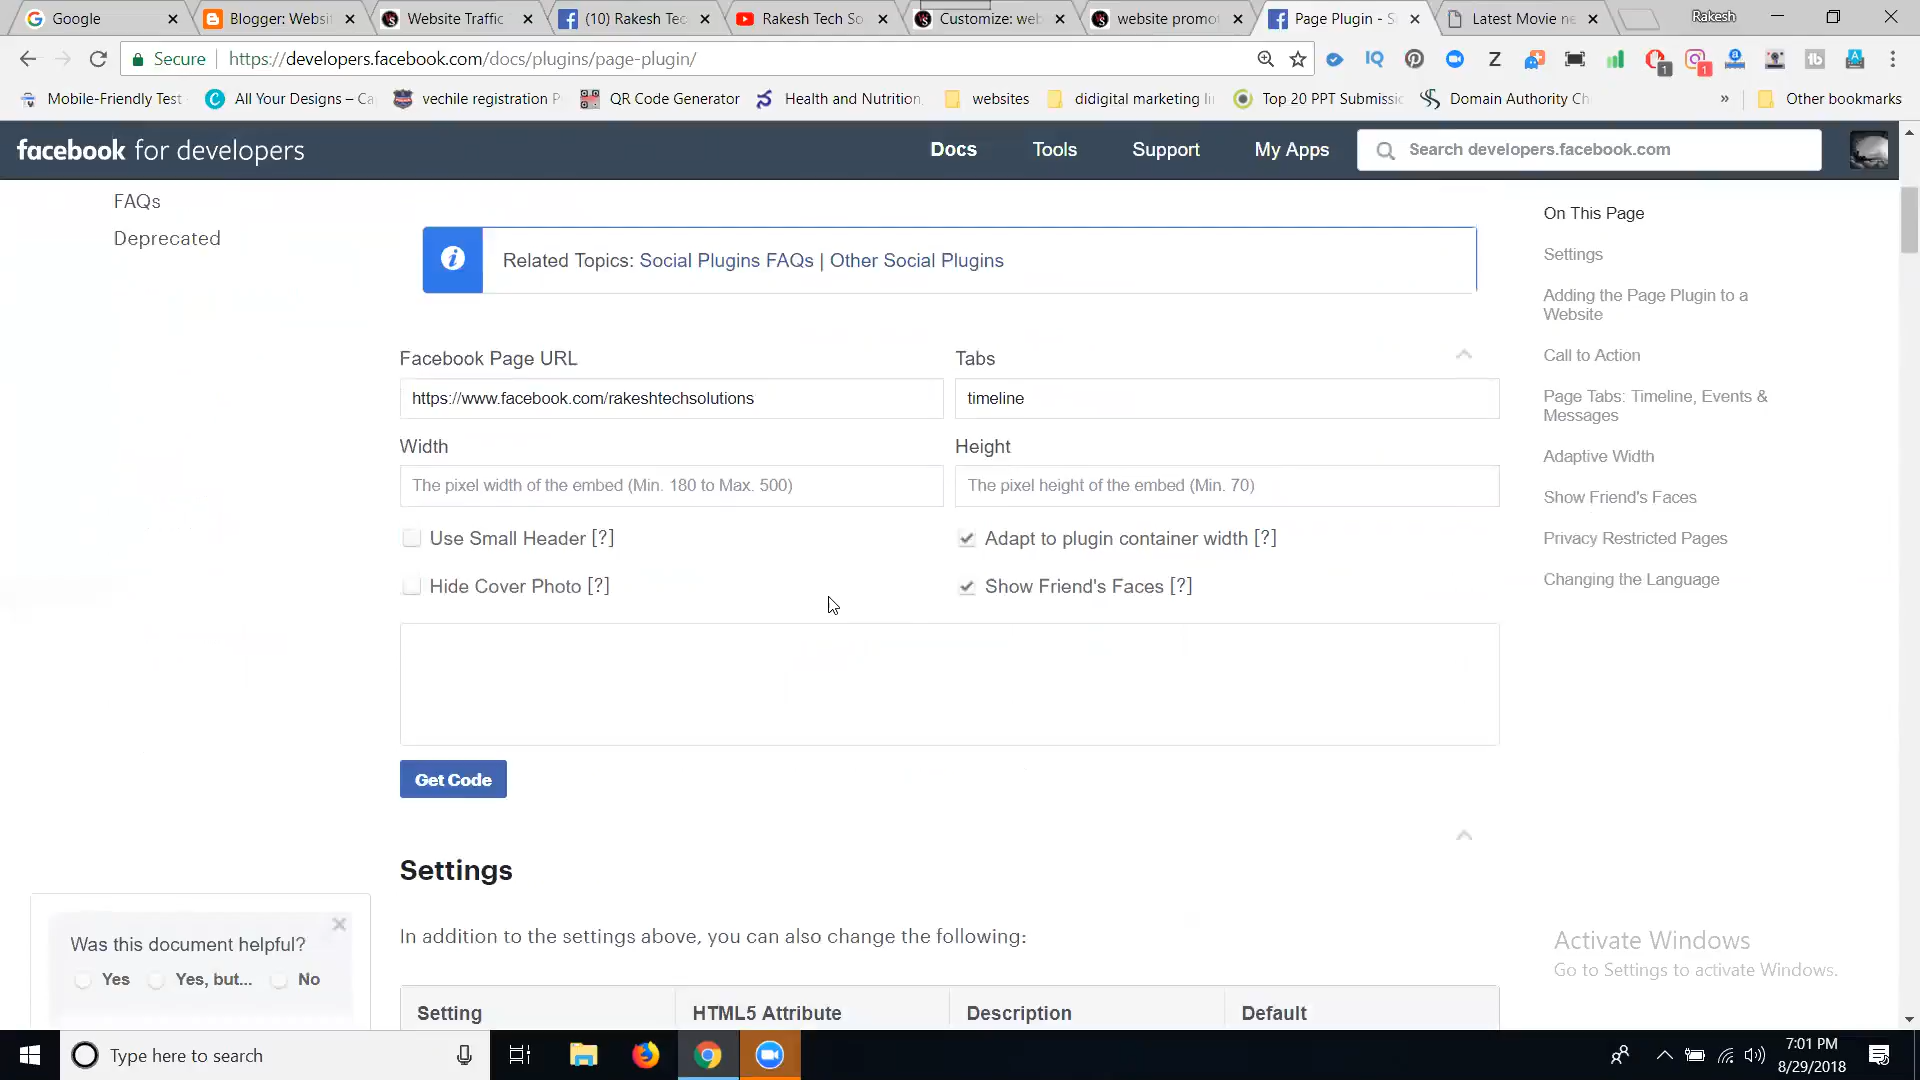 Google
Blogger: Websi
Website Traffic
(10) Rakesh Tec
Rakesh Tech So
Customize: web
website promo
Page Plugin - S
Latest Movie ne
Rakesh
Secure
https://developers.facebook.com/docs/plugins/page-plugin/
Mobile-Friendly Test
All Your Designs – Ca
vechile registration P
QR Code Generator
Health and Nutrition
websites
didigital marketing li
Top 20 PPT Submissic
Domain Authority Ch
»
Other bookmarks
facebook for developers
Docs
Tools
Support
My Apps
Search developers.facebook.com
FAQs
Deprecated
Related Topics: Social Plugins FAQs | Other Social Plugins
Facebook Page URL
https://www.facebook.com/rakeshtechsolutions
Tabs
timeline
Width
The pixel width of the embed (Min. 180 to Max. 500)
Height
The pixel height of the embed (Min. 70)
Use Small Header [?]
Adapt to plugin container width [?]
Hide Cover Photo [?]
Show Friend's Faces [?]
Get Code
Settings
In addition to the settings above, you can also change the following:
Setting
HTML5 Attribute
Description
Default
On This Page
Settings
Adding the Page Plugin to a
Website
Call to Action
Page Tabs: Timeline, Events &
Messages
Adaptive Width
Show Friend's Faces
Privacy Restricted Pages
Changing the Language
Was this document helpful?
Yes
Yes, but...
No
Activate Windows
Go to Settings to activate Windows.
Type here to search
7:01 PM
8/29/2018